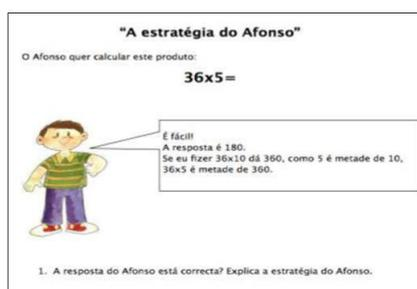 “A estratégia do Afonso”
O Afonso quer calcular este produto:
36x5=
É fácil!
A resposta é 180.
Se eu fizer 36x10 dá 360, como 5 é metade de 10,
36x5 é metade de 360.
1. A resposta do Afonso está correcta? Explica a estratégia do Afonso.